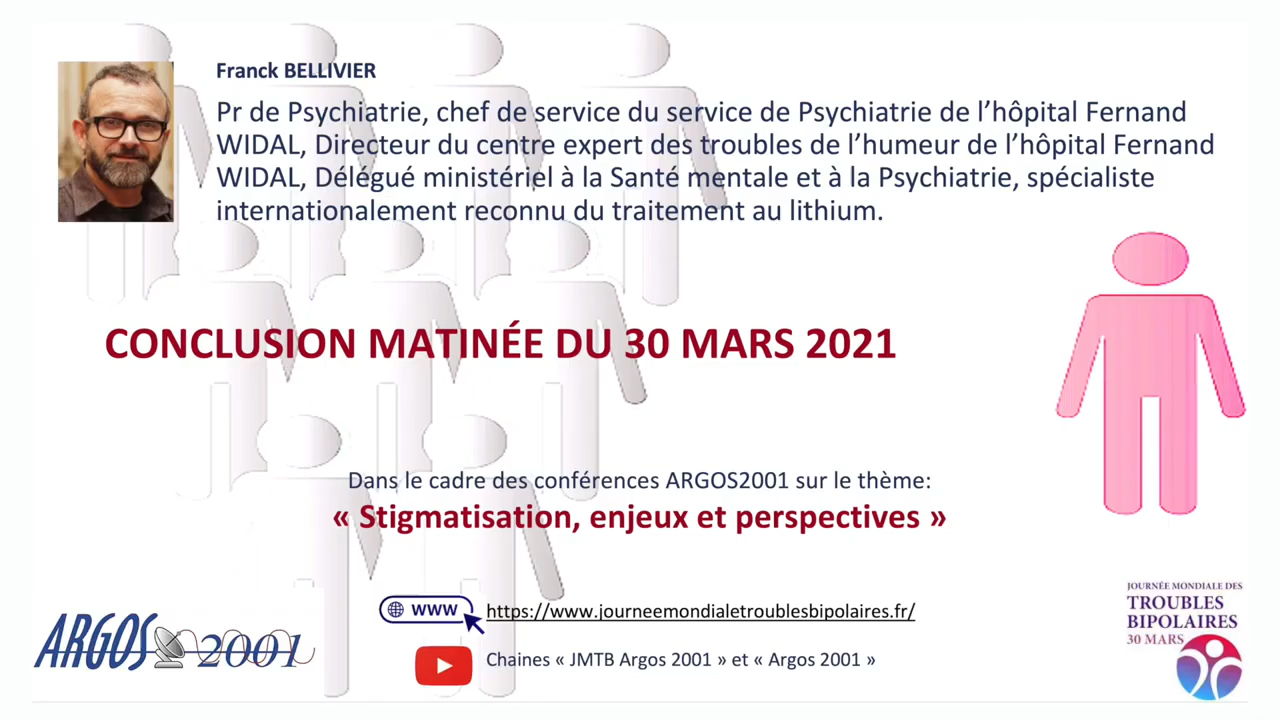 Franck BELLIVIER
Pr de Psychiatrie, chef de service du service de Psychiatrie de l’hôpital Fernand
WIDAL, Directeur du centre expert des troubles de l’humeur de l’hôpital Fernand
WIDAL, Délégué ministériel à la Santé mentale et à la Psychiatrie, spécialiste
internationalement reconnu du traitement au lithium.
CONCLUSION MATINÉE DU 30 MARS 2021
Dans le cadre des conférences ARGOS2001 sur le thème:
« Stigmatisation, enjeux et perspectives »
WWW
https://www.journeemondialetroublesbipolaires.fr/
Chaines « JMTB Argos 2001 » et « Argos 2001 »
ARGOS 2001
JOURNÉE MONDIALE DES
TROUBLES
BIPOLAIRES
30 MARS